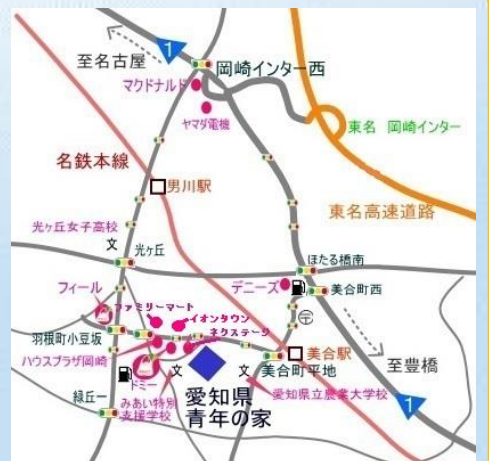 1
至名古屋
岡崎インター西
マクドナルド
ヤマダ電機
東名 岡崎インター
名鉄本線
男川駅
東名高速道路
光ヶ丘女子高校
文
光ヶ丘
ほたる橋南
デニーズ
美合町西
フィール
ファミリーマート
イオンタウン
ネクステージ
羽根町小豆坂
〒
ハウスプラザ岡崎
美合駅
至豊橋
ドミー
文
文
美合町平地
みあい特別
支援学校
愛知県
青年の家
愛知県立農業大学校
緑丘一
1